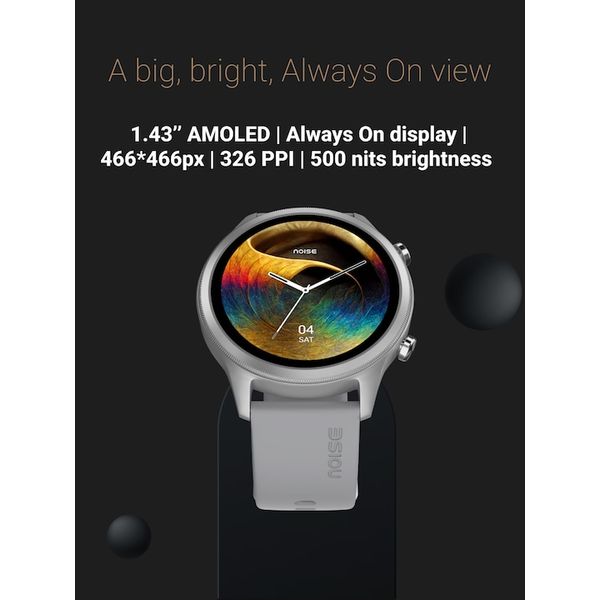 A big, bright, Always On view
1.43’’ AMOLED | Always On display |
466*466px | 326 PPI | 500 nits brightness
NOISE
04
SAT
NOISE